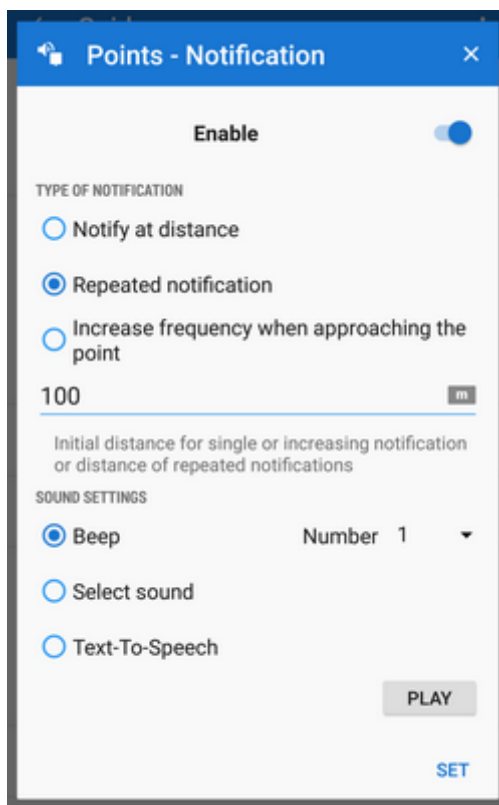 Points - Notification
Enable
TYPE OF NOTIFICATION
Notify at distance
Repeated notification
Increase frequency when approaching the
point
100 m
Initial distance for single or increasing notification
or distance of repeated notifications
SOUND SETTINGS
Beep Number 1
Select sound
Text-To-Speech
PLAY
SET